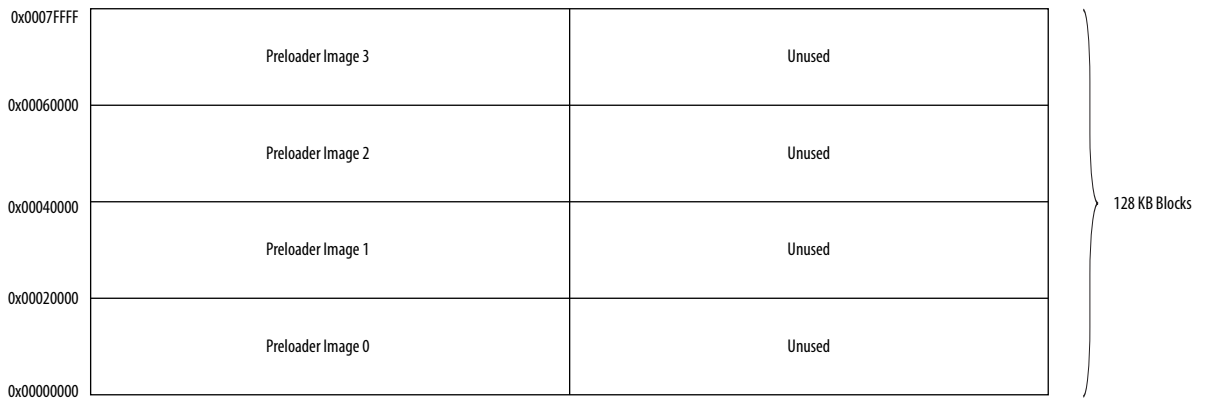 0x0007FFFF
Preloader Image 3
Unused
0x00060000
Preloader Image 2
Unused
0x00040000
128 KB Blocks
Preloader Image 1
Unused
0x00020000
Preloader Image 0
Unused
0x00000000